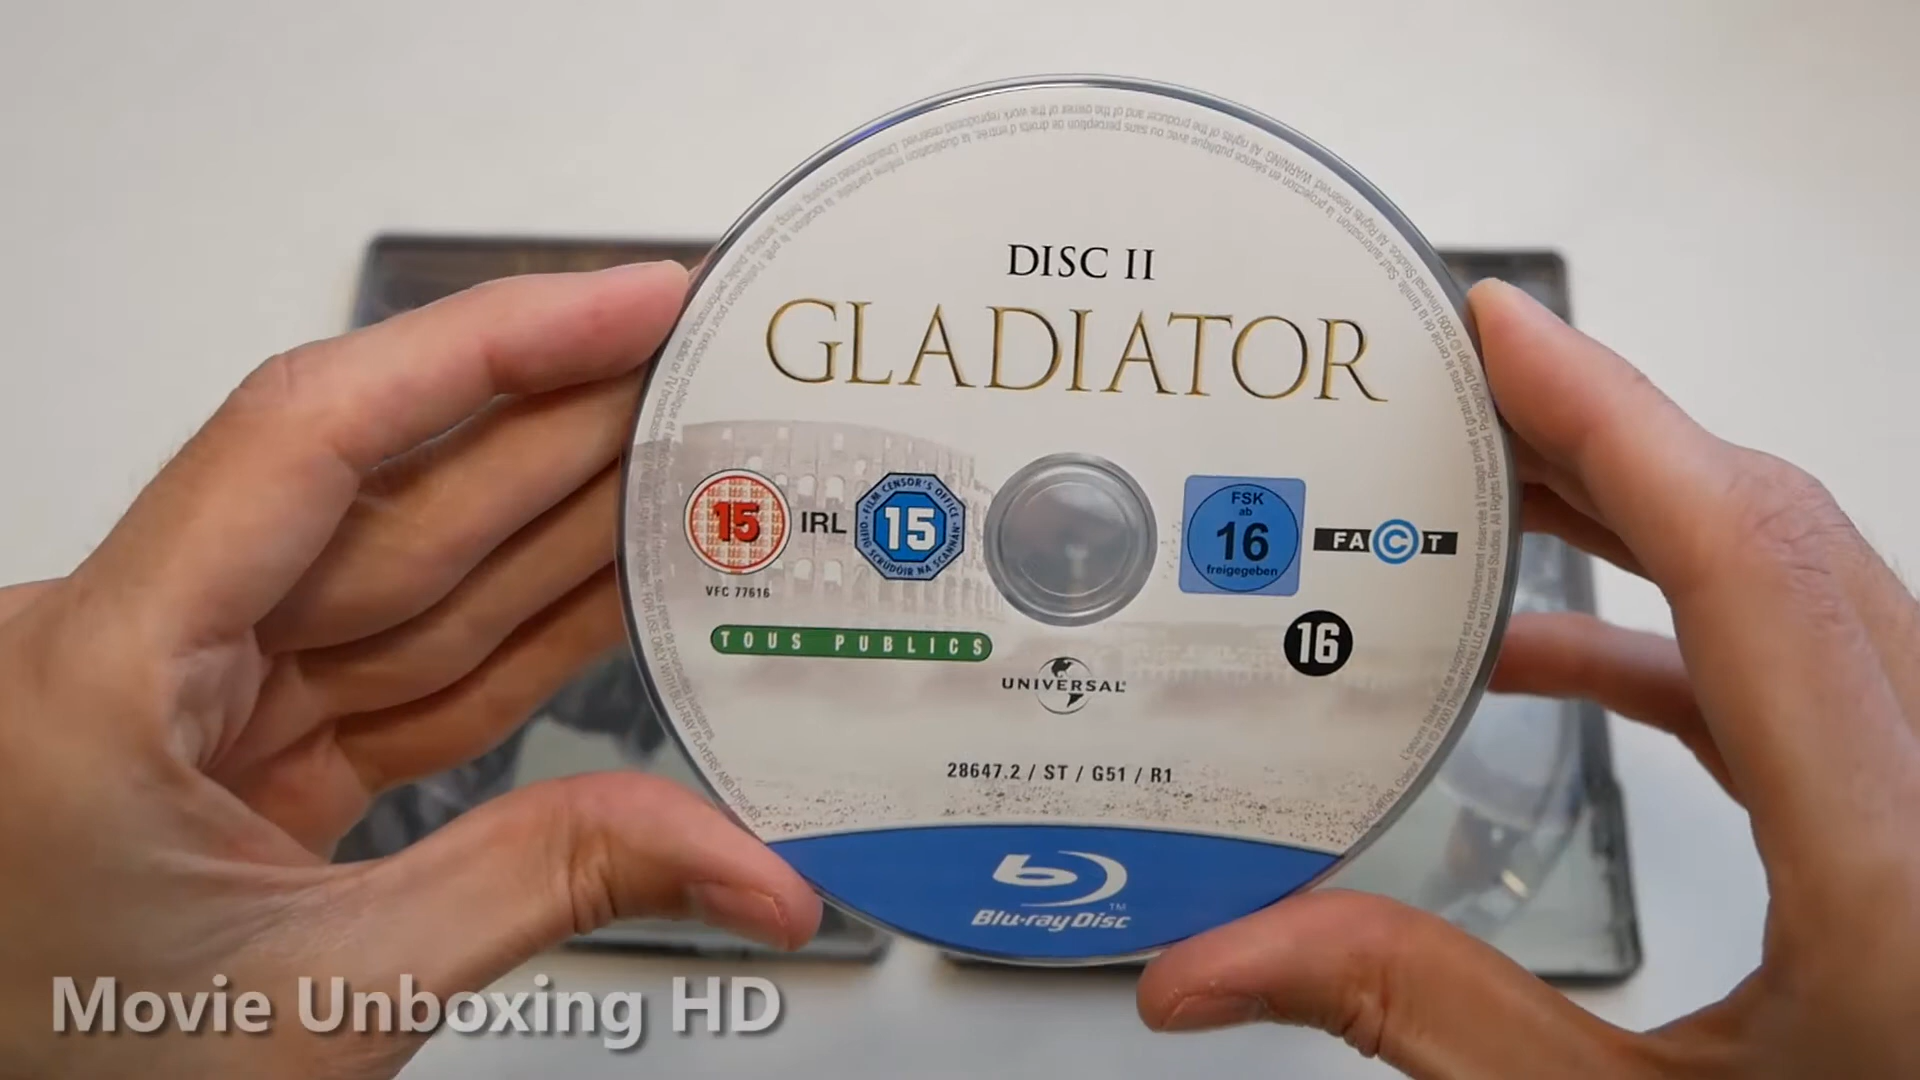 DISC II
GLADIATOR
15
VFC 77616
IRL
FILM CENSOR'S OFFICE
15
OIFIG SCRÚDÓIR NA SCANNÁN
FSK
ab
16
freigegeben
FACT
TOUS PUBLICS
16
UNIVERSAL
28647.2 / ST / G51 / R1
Blu-ray Disc
TM
Movie Unboxing HD